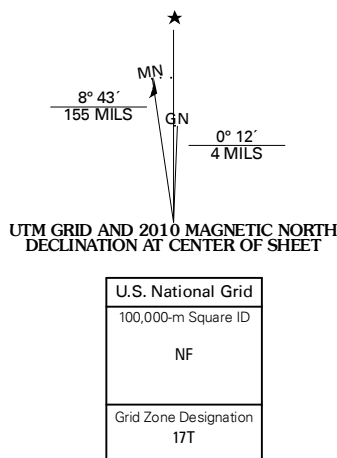 MN
8° 43´
155 MILS
GN
0° 12´
4 MILS
UTM GRID AND 2010 MAGNETIC NORTH
DECLINATION AT CENTER OF SHEET
U.S. National Grid
100,000-m Square ID
NF
Grid Zone Designation
17T